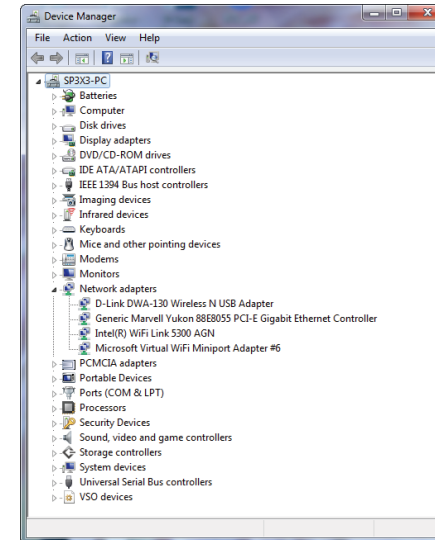 Device Manager
File Action View Help
SP3X3-PC
Batteries
Computer
Disk drives
Display adapters
DVD/CD-ROM drives
IDE ATA/ATAPI controllers
IEEE 1394 Bus host controllers
Imaging devices
Infrared devices
Keyboards
Mice and other pointing devices
Modems
Monitors
Network adapters
D-Link DWA-130 Wireless N USB Adapter
Generic Marvell Yukon 88E8055 PCI-E Gigabit Ethernet Controller
Intel(R) WiFi Link 5300 AGN
Microsoft Virtual WiFi Miniport Adapter #6
PCMCIA adapters
Portable Devices
Ports (COM & LPT)
Processors
Security Devices
Sound, video and game controllers
Storage controllers
System devices
Universal Serial Bus controllers
VSO devices